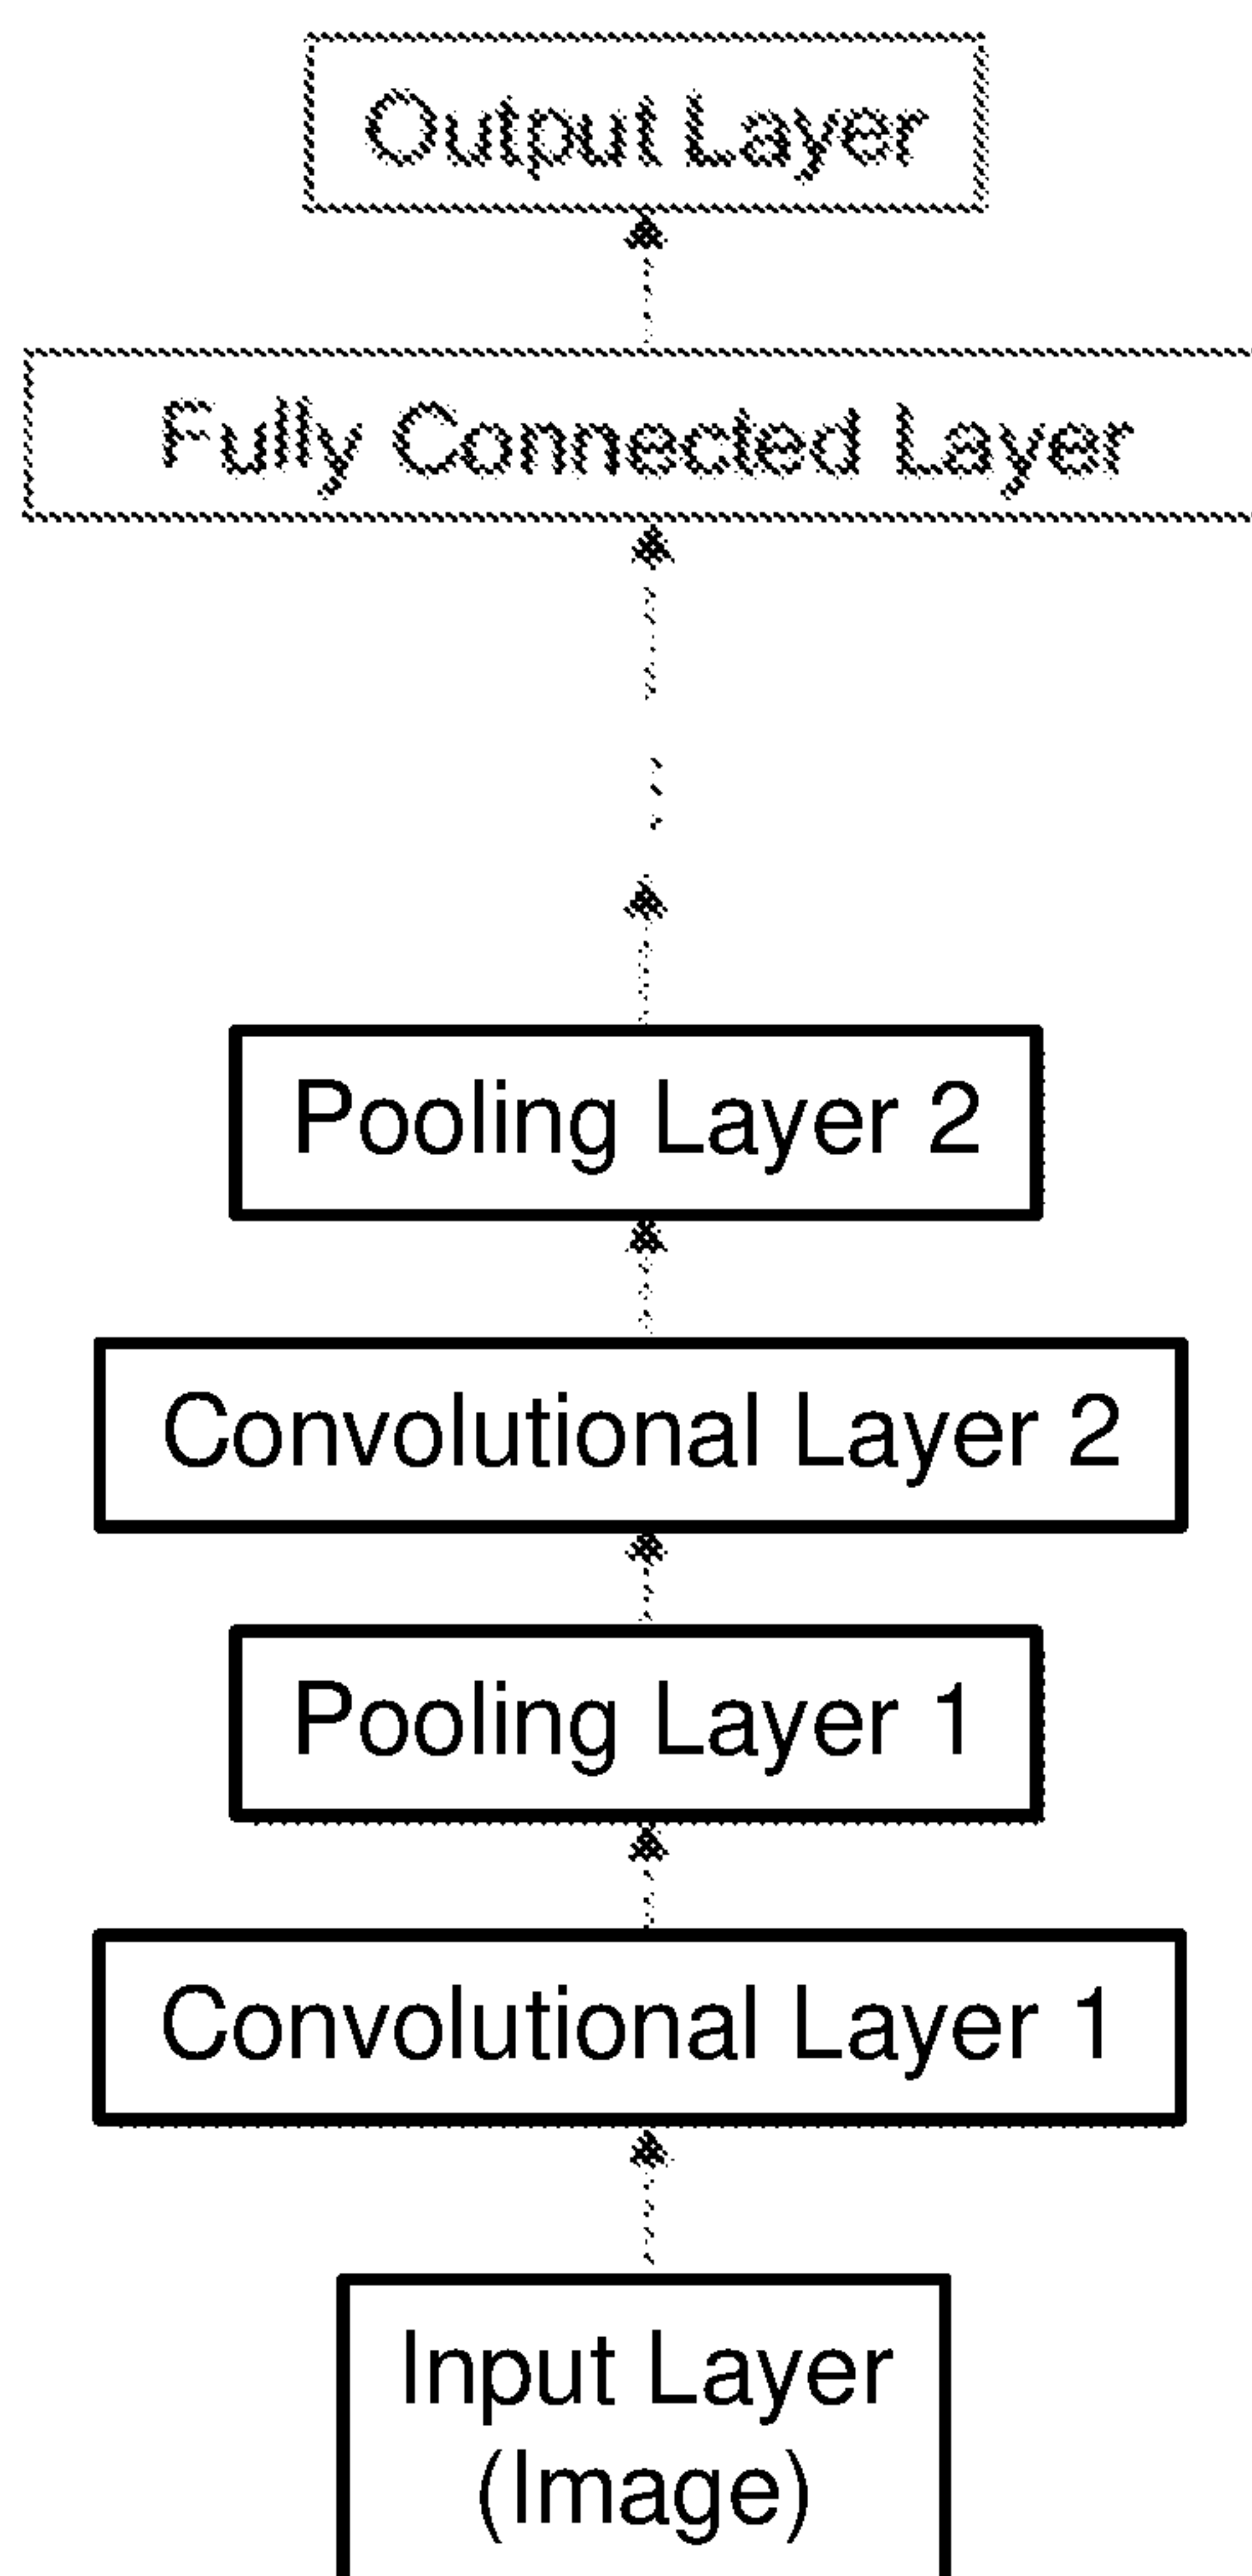 Output Layer
Fully Connected Layer
Pooling Layer 2
Convolutional Layer 2
Pooling Layer 1
Convolutional Layer 1
Input Layer
(Image)